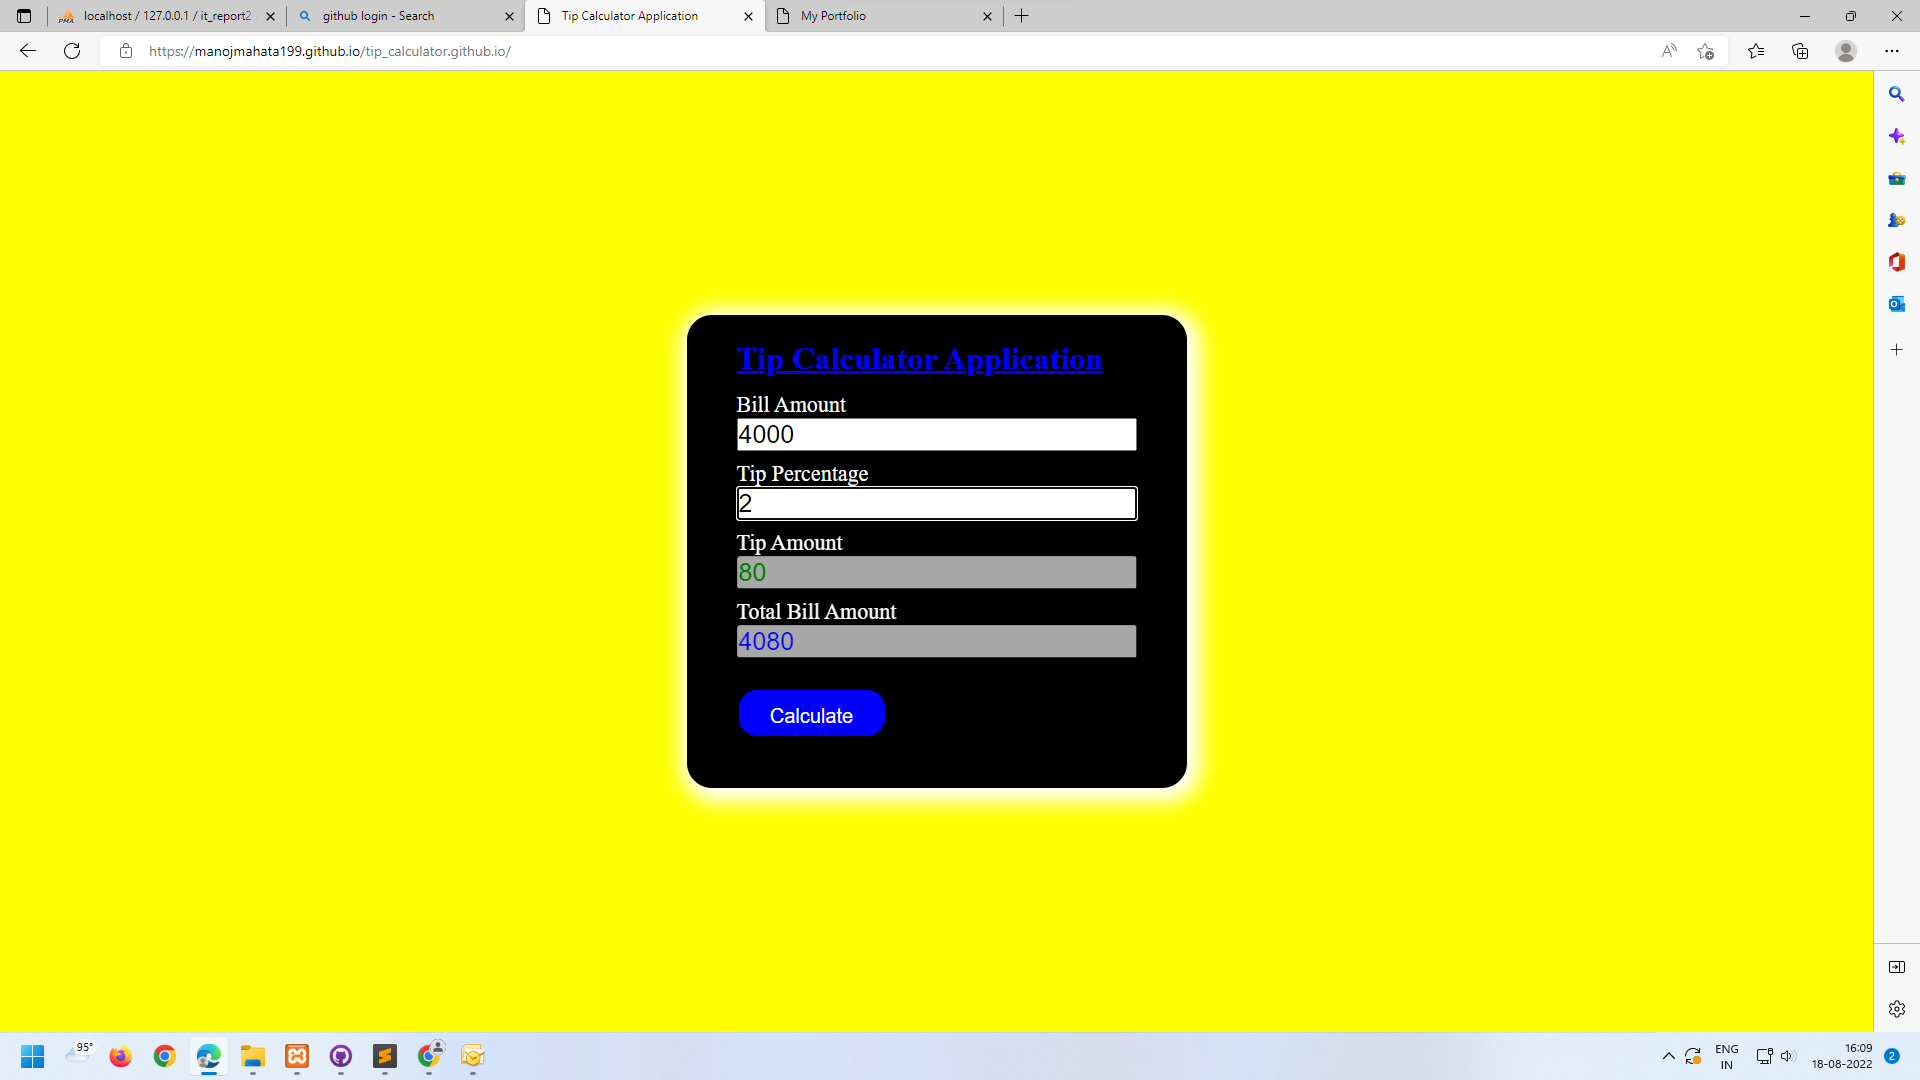 localhost / 127.0.0.1 / it_report2
github login - Search
Tip Calculator Application
My Portfolio
https://manojmahata199.github.io/tip_calculator.github.io/
Tip Calculator Application
Bill Amount
4000
Tip Percentage
2
Tip Amount
80
Total Bill Amount
4080
Calculate
95°
ENG
IN
16:09
18-08-2022
2